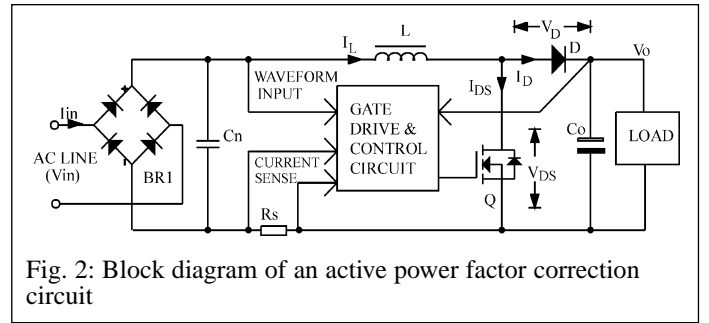 V_D
I_L
L
I_D
D
Vo
WAVEFORM
INPUT
I_DS
+
Iin
GATE
DRIVE &
CONTROL
CIRCUIT
Cn
Co
LOAD
AC LINE
(Vin)
-
BR1
CURRENT
SENSE
V_DS
Q
Rs
Fig. 2: Block diagram of an active power factor correction
circuit